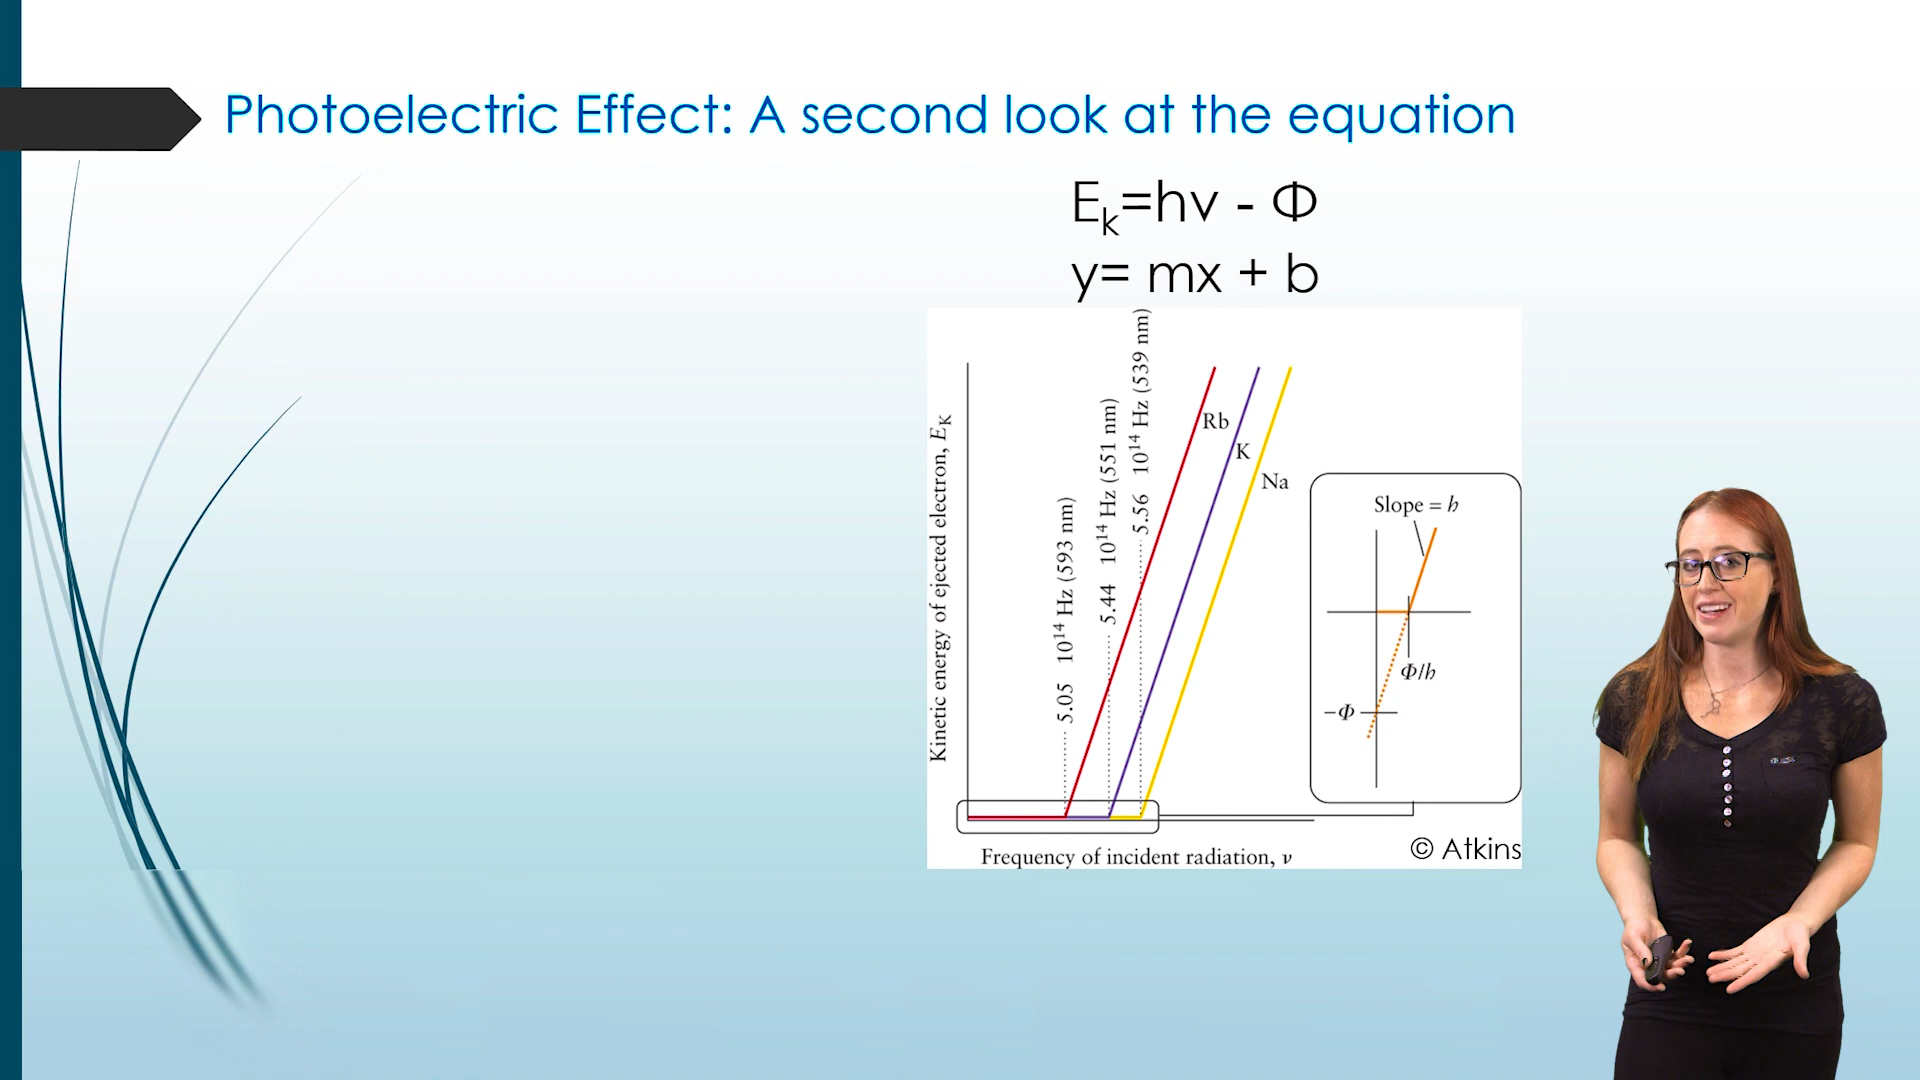 Photoelectric Effect: A second look at the equation
Eₖ=hν - Φ
y= mx + b
Kinetic energy of ejected electron, E_K
5.05 10¹⁴ Hz (593 nm)
5.44 10¹⁴ Hz (551 nm)
5.56 10¹⁴ Hz (539 nm)
Rb
K
Na
Slope = h
Φ/h
−Φ
Frequency of incident radiation, ν
© Atkins